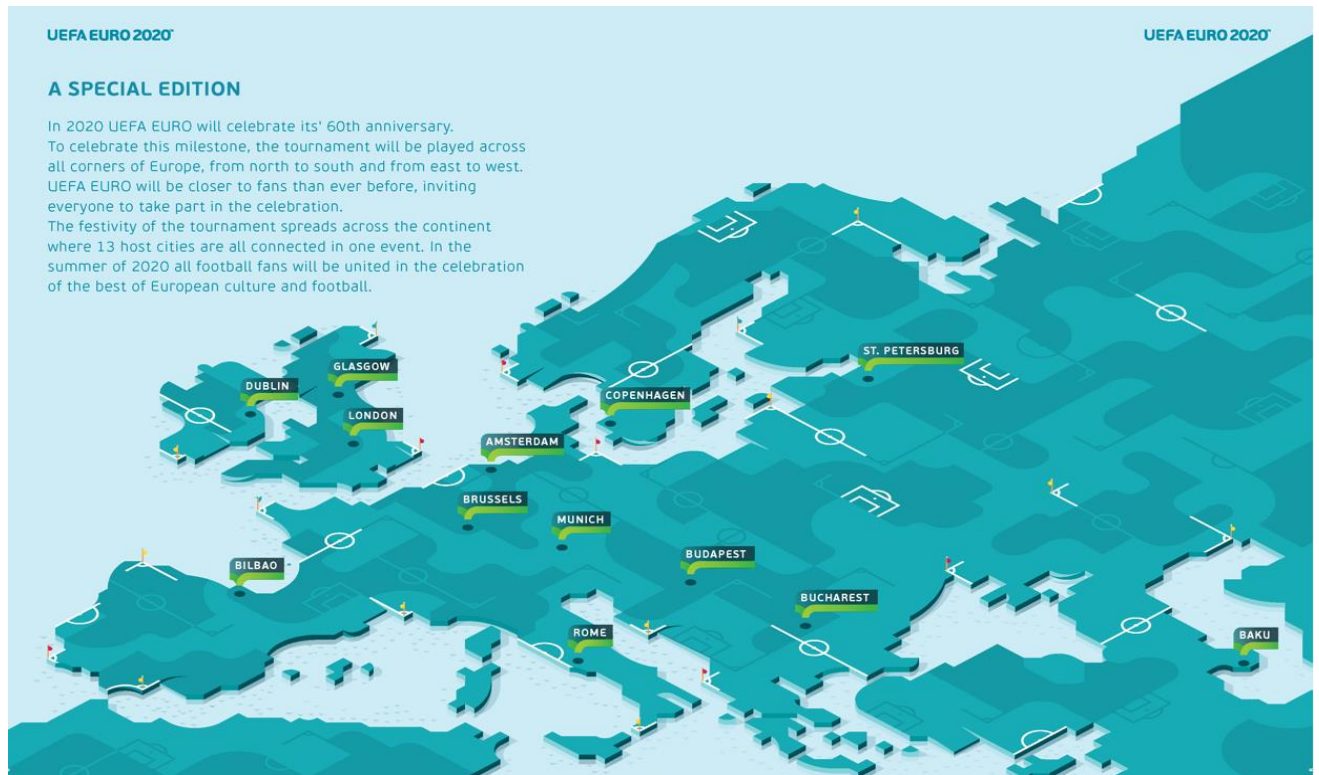 UEFA EURO 2020™
UEFA EURO 2020™
A SPECIAL EDITION
In 2020 UEFA EURO will celebrate its' 60th anniversary.
To celebrate this milestone, the tournament will be played across
all corners of Europe, from north to south and from east to west.
UEFA EURO will be closer to fans than ever before, inviting
everyone to take part in the celebration.
The festivity of the tournament spreads across the continent
where 13 host cities are all connected in one event. In the
summer of 2020 all football fans will be united in the celebration
of the best of European culture and football.
ST. PETERSBURG
GLASGOW
DUBLIN
COPENHAGEN
LONDON
AMSTERDAM
BRUSSELS
MUNICH
BUDAPEST
BILBAO
BUCHAREST
ROME
BAKU